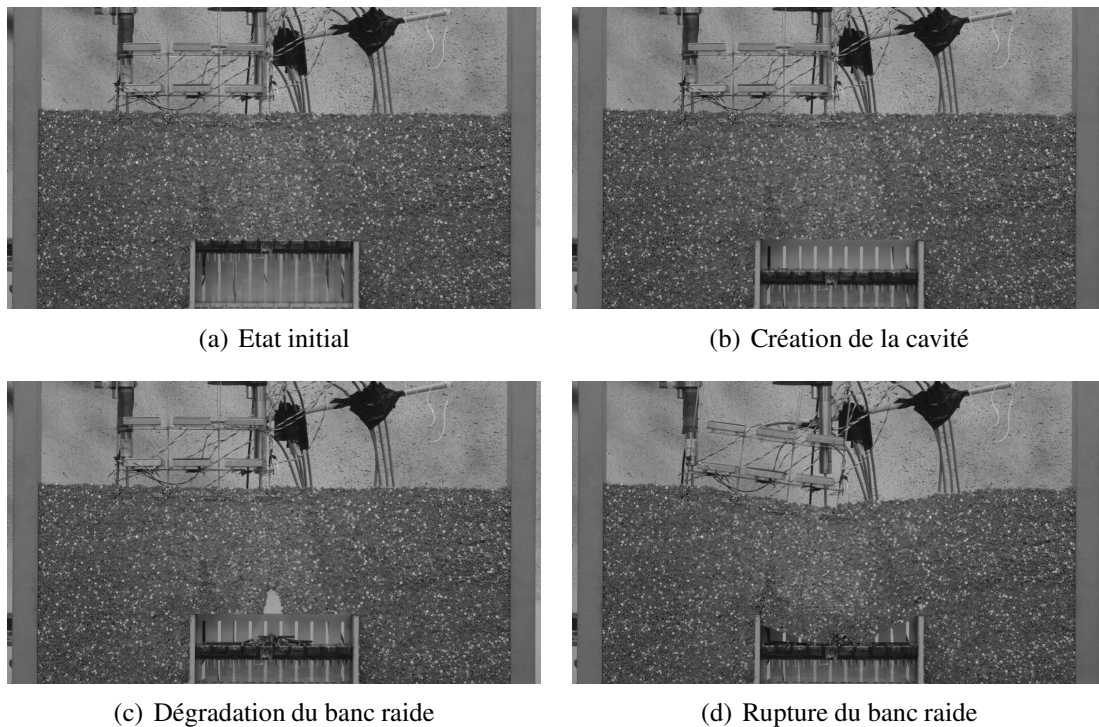 (a) Etat initial
(b) Création de la cavité
(c) Dégradation du banc raide
(d) Rupture du banc raide